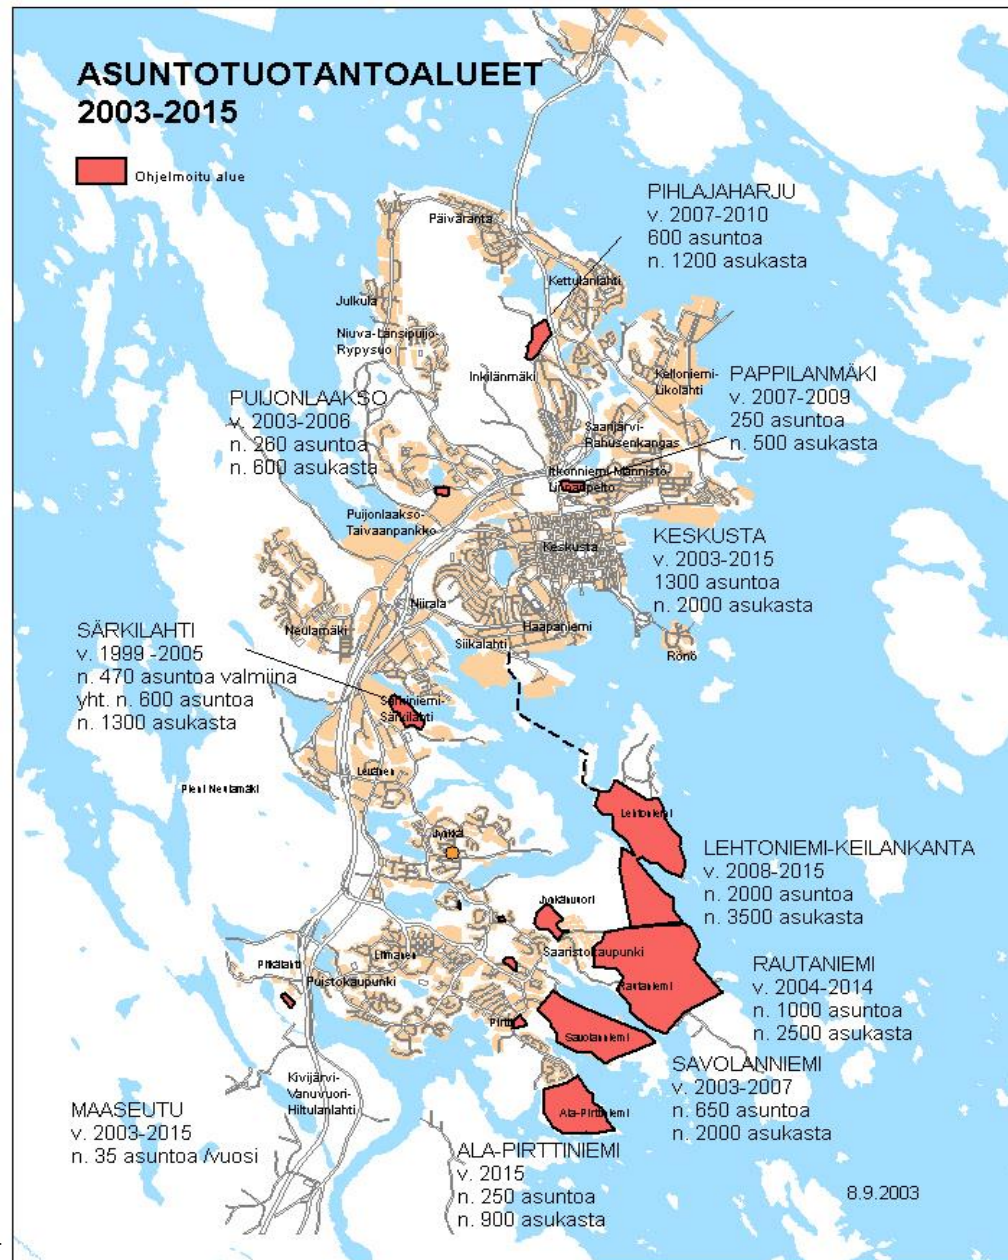 ASUNTOTUOTANTOALUEET
2003-2015
Ohjelmoitu alue
PIHLAJAHARJU
v. 2007-2010
600 asuntoa
n. 1200 asukasta
Päiväranta
Kettulanlahti
Julkula
Niuva-Länsipuijo-
Rypysuo
Inkilänmäki
Kelloniemi-
Likolahti
PAPPILANMÄKI
v. 2007-2009
250 asuntoa
n. 500 asukasta
PUIJONLAAKSO
v. 2003-2006
n. 260 asuntoa
n. 600 asukasta
Saarijärvi-
Rahusenkangas
Itkonniemi-Männistö-
Linnanpelto
Puijonlaakso-
Taivaanpankko
Keskusta
KESKUSTA
v. 2003-2015
1300 asuntoa
n. 2000 asukasta
Niirala
Haapaniemi
Neulamäki
Siikalahti
Rönö
SÄRKILAHTI
v. 1999 -2005
n. 470 asuntoa valmiina
yht. n. 600 asuntoa
n. 1300 asukasta
Särkiniemi-
Särkilahti
Levänen
Pieni Neulamäki
Lehtoniemi
Jynkkä
LEHTONIEMI-KEILANKANTA
v. 2008-2015
n. 2000 asuntoa
n. 3500 asukasta
Jynkänvuori
Saaristokaupunki
Litmanen
Pitkälahti
Puistokaupunki
Rautaniemi
RAUTANIEMI
v. 2004-2014
n. 1000 asuntoa
n. 2500 asukasta
Pirtti
Savolanniemi
SAVOLANNIEMI
v. 2003-2007
n. 650 asuntoa
n. 2000 asukasta
Kivijärvi-
Vanuvuori-
Hiltulanlahti
Ala-Pirttiniemi
MAASEUTU
v. 2003-2015
n. 35 asuntoa /vuosi
ALA-PIRTTINIEMI
v. 2015
n. 250 asuntoa
n. 900 asukasta
8.9.2003